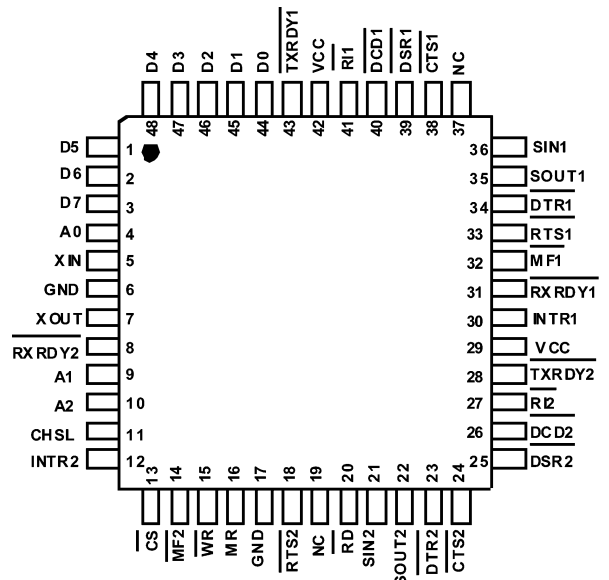 D4 D3 D2 D1 D0 TXRDY1 VCC RI1 DCD1 DSR1 CTS1 NC
48 47 46 45 44 43 42 41 40 39 38 37
D5 1 36 SIN1
D6 2 35 SOUT1
D7 3 34 DTR1
A0 4 33 RTS1
XIN 5 32 MF1
GND 6 31 RXRDY1
XOUT 7 30 INTR1
RXRDY2 8 29 VCC
A1 9 28 TXRDY2
A2 10 27 RI2
CHSL 11 26 DCD2
INTR2 12 25 DSR2
13 14 15 16 17 18 19 20 21 22 23 24
CS MF2 WR MR GND RTS2 NC RD SIN2 SOUT2 DTR2 CTS2